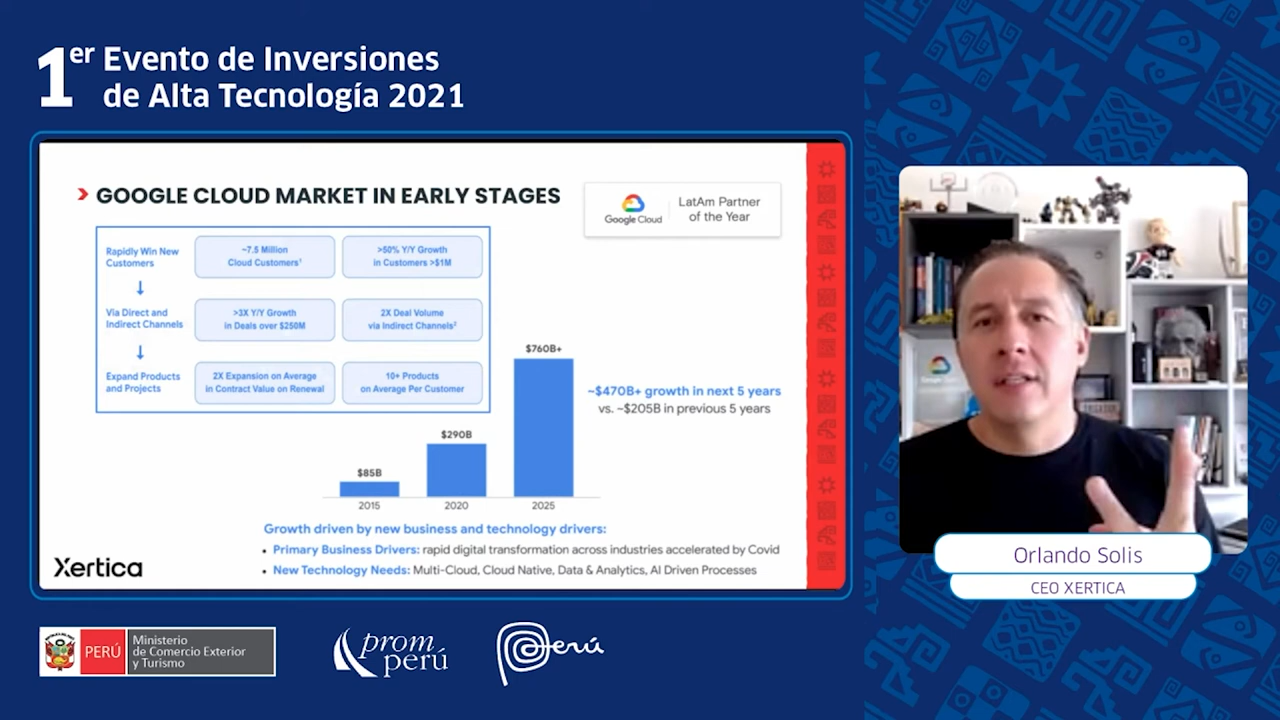 1er Evento de Inversiones
de Alta Tecnología 2021
GOOGLE CLOUD MARKET IN EARLY STAGES
Google Cloud
LatAm Partner
of the Year
Rapidly Win New
Customers
~7.5 Million
Cloud Customers¹
>50% Y/Y Growth
in Customers >$1M
Via Direct and
Indirect Channels
>3X Y/Y Growth
in Deals over $250M
2X Deal Volume
via Indirect Channels²
Expand Products
and Projects
2X Expansion on Average
in Contract Value on Renewal
10+ Products
on Average Per Customer
$760B+
$290B
$85B
2015
2020
2025
~$470B+ growth in next 5 years
vs. ~$205B in previous 5 years
Growth driven by new business and technology drivers:
• Primary Business Drivers: rapid digital transformation across industries accelerated by Covid
• New Technology Needs: Multi-Cloud, Cloud Native, Data & Analytics, AI Driven Processes
Xertica
Google Cloud
Orlando Solis
CEO XERTICA
PERÚ
Ministerio
de Comercio Exterior
y Turismo
prom
perú
Perú